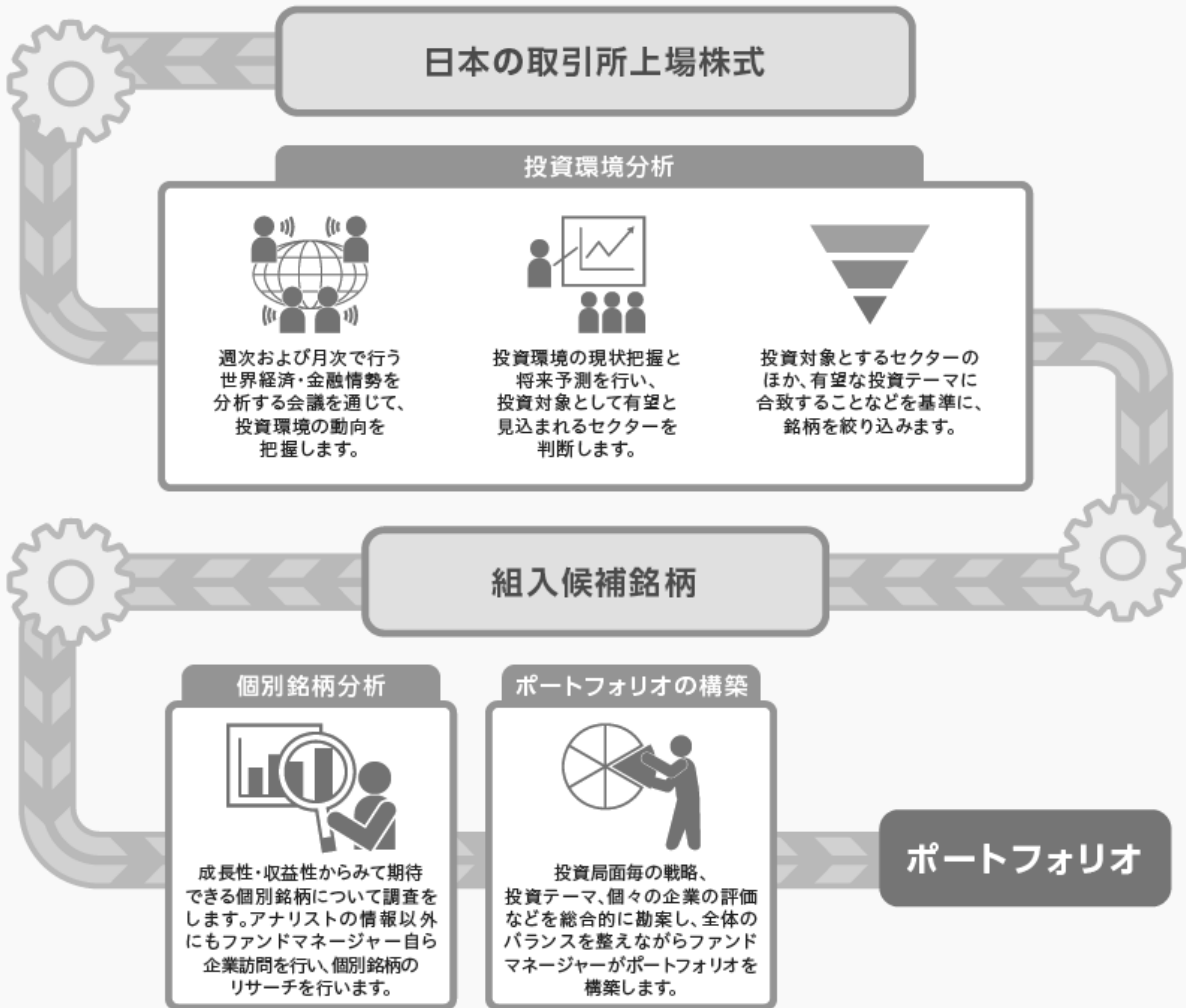 日本の取引所上場株式
投資環境分析
週次および月次で行う
世界経済・金融情勢を
分析する会議を通じて、
投資環境の動向を
把握します。
投資環境の現状把握と
将来予測を行い、
投資対象として有望と
見込まれるセクターを
判断します。
投資対象とするセクターの
ほか、有望な投資テーマに
合致することなどを基準に、
銘柄を絞り込みます。
組入候補銘柄
個別銘柄分析
成長性・収益性からみて期待
できる個別銘柄について調査を
します。アナリストの情報以外
にもファンドマネージャー自ら
企業訪問を行い、個別銘柄の
リサーチを行います。
ポートフォリオの構築
投資局面毎の戦略、
投資テーマ、個々の企業の評価
などを総合的に勘案し、全体の
バランスを整えながらファンド
マネージャーがポートフォリオを
構築します。
ポートフォリオ